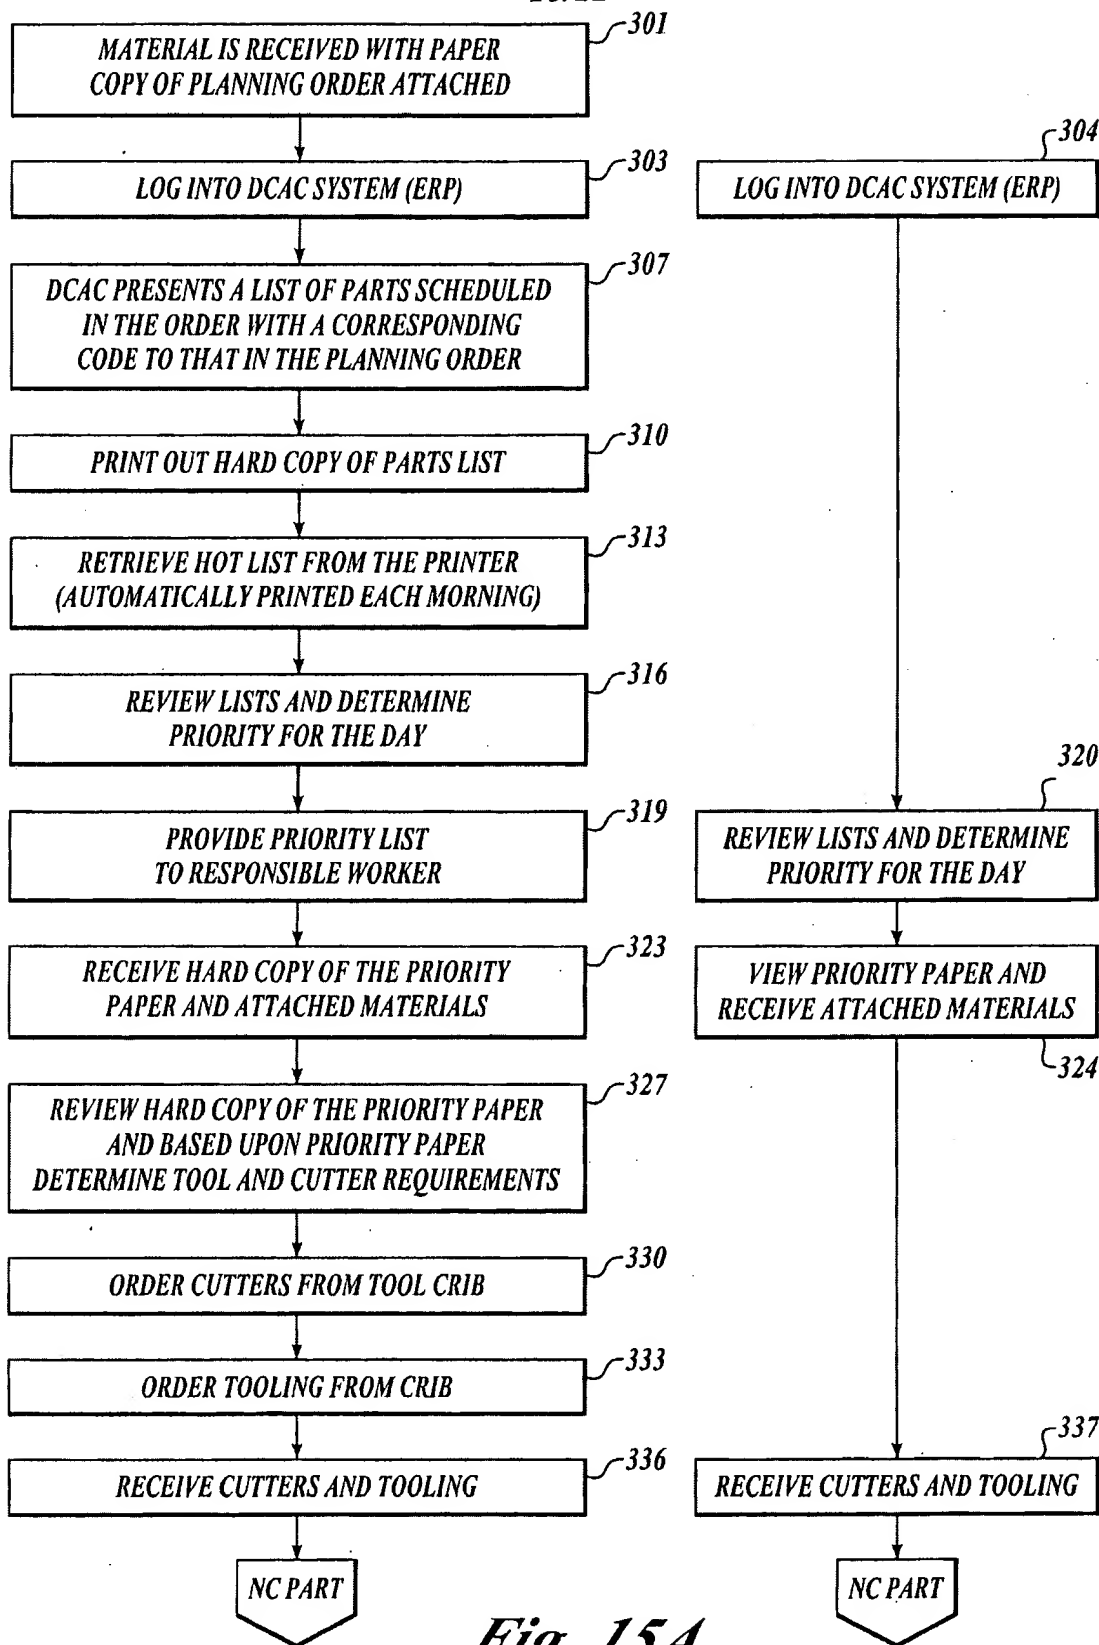 301
MATERIAL IS RECEIVED WITH PAPER
COPY OF PLANNING ORDER ATTACHED
303
LOG INTO DCAC SYSTEM (ERP)
304
LOG INTO DCAC SYSTEM (ERP)
307
DCAC PRESENTS A LIST OF PARTS SCHEDULED
IN THE ORDER WITH A CORRESPONDING
CODE TO THAT IN THE PLANNING ORDER
310
PRINT OUT HARD COPY OF PARTS LIST
313
RETRIEVE HOT LIST FROM THE PRINTER
(AUTOMATICALLY PRINTED EACH MORNING)
316
REVIEW LISTS AND DETERMINE
PRIORITY FOR THE DAY
319
PROVIDE PRIORITY LIST
TO RESPONSIBLE WORKER
320
REVIEW LISTS AND DETERMINE
PRIORITY FOR THE DAY
323
RECEIVE HARD COPY OF THE PRIORITY
PAPER AND ATTACHED MATERIALS
VIEW PRIORITY PAPER AND
RECEIVE ATTACHED MATERIALS
324
327
REVIEW HARD COPY OF THE PRIORITY PAPER
AND BASED UPON PRIORITY PAPER
DETERMINE TOOL AND CUTTER REQUIREMENTS
330
ORDER CUTTERS FROM TOOL CRIB
333
ORDER TOOLING FROM CRIB
336
RECEIVE CUTTERS AND TOOLING
337
RECEIVE CUTTERS AND TOOLING
NC PART
NC PART
Fig. 15A